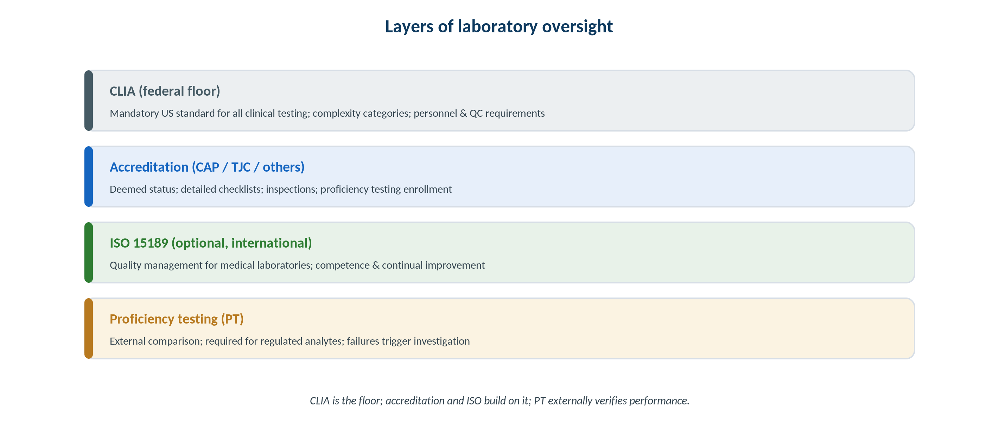 Layers of laboratory oversight
CLIA (federal floor)
Mandatory US standard for all clinical testing; complexity categories; personnel & QC requirements
Accreditation (CAP / TJC / others)
Deemed status; detailed checklists; inspections; proficiency testing enrollment
ISO 15189 (optional, international)
Quality management for medical laboratories; competence & continual improvement
Proficiency testing (PT)
External comparison; required for regulated analytes; failures trigger investigation
CLIA is the floor; accreditation and ISO build on it; PT externally verifies performance.